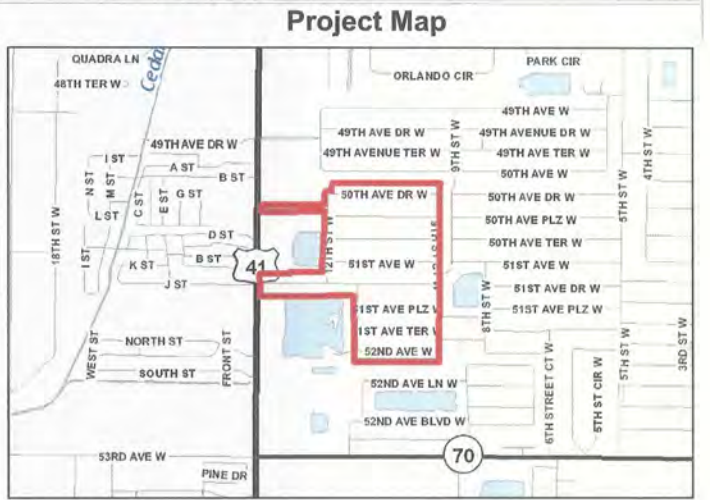 Project Map
QUADRA LN
48TH TER W
Cedar
PARK CIR
ORLANDO CIR
49TH AVE W
49TH AVE DR W
49TH AVENUE DR W
49TH AVE DR W
49TH AVENUE TER W
49TH AVE TER W
9TH ST W
4TH ST W
50TH AVE W
I ST
A ST
B ST
N ST
M ST
G ST
C ST
E ST
L ST
50TH AVE DR W
50TH AVE DR W
5TH ST W
50TH AVE PLZ W
D ST
50TH AVE TER W
12TH ST W
18TH ST W
I ST
B ST
K ST
J ST
41
51ST AVE W
51ST AVE W
51ST AVE DR W
51ST AVE PLZ W
8TH ST W
51ST AVE PLZ W
1ST AVE TER W
52ND AVE W
NORTH ST
SOUTH ST
WEST ST
FRONT ST
52ND AVE LN W
52ND AVE BLVD W
6TH STREET CT W
5TH ST CIR W
5TH ST W
3RD ST W
53RD AVE W
70
PINE DR